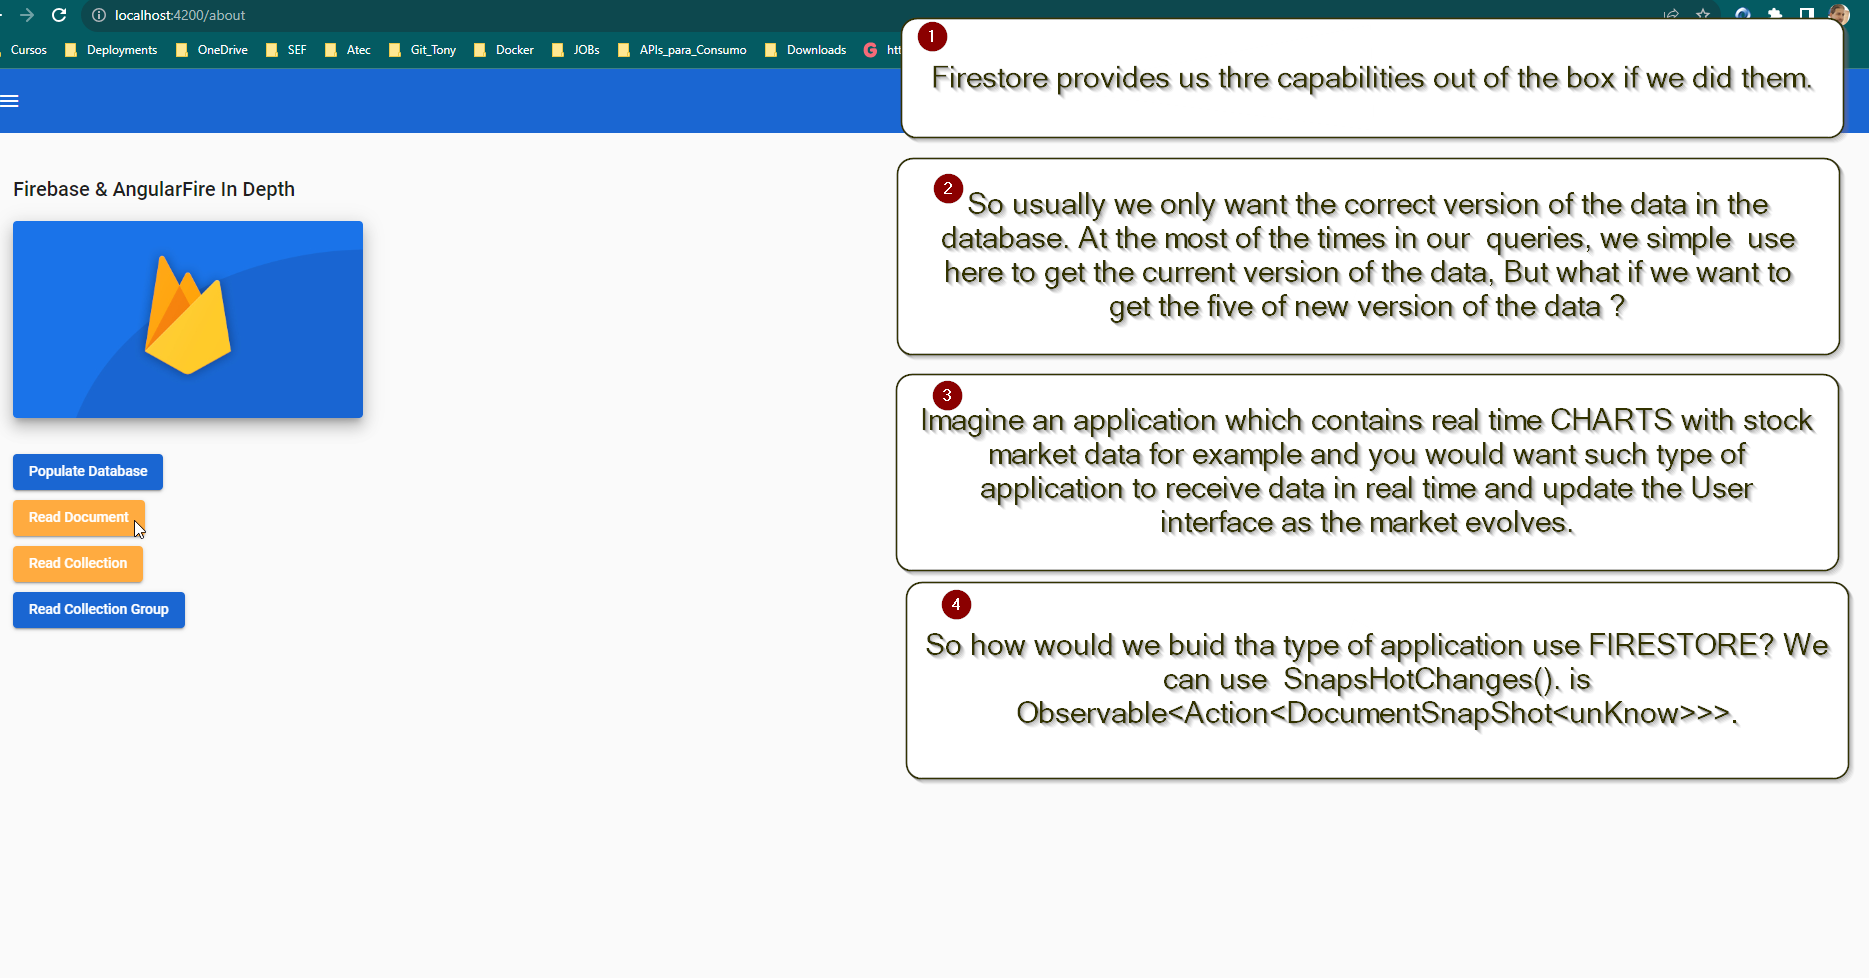 localhost:4200/about
Cursos Deployments OneDrive SEF Atec Git_Tony Docker JOBs APIs_para_Consumo Downloads G htt
1
Firestore provides us thre capabilities out of the box if we did them.
Firebase & AngularFire In Depth
Populate Database
Read Document
Read Collection
Read Collection Group
2
So usually we only want the correct version of the data in the
database. At the most of the times in our queries, we simple use
here to get the current version of the data, But what if we want to
get the five of new version of the data ?
3
Imagine an application which contains real time CHARTS with stock
market data for example and you would want such type of
application to receive data in real time and update the User
interface as the market evolves.
4
So how would we buid tha type of application use FIRESTORE? We
can use SnapsHotChanges(). is
Observable<Action<DocumentSnapShot<unKnow>>>.